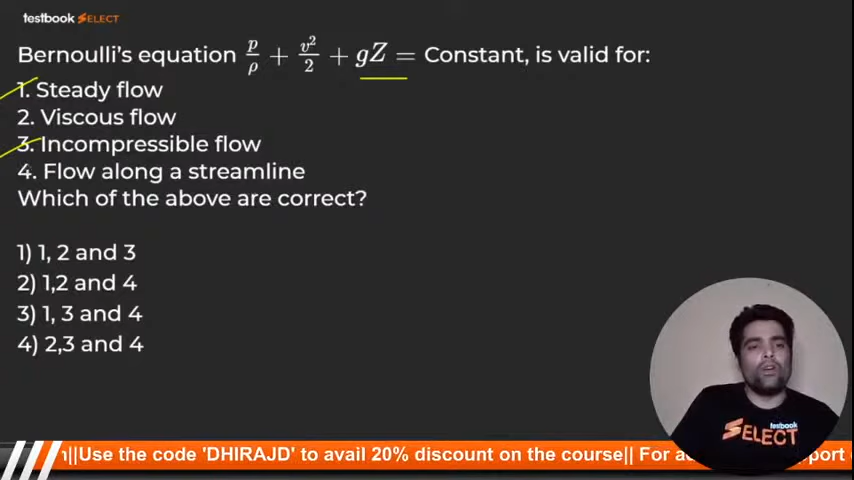 testbook SELECT
Bernoulli's equation p/ρ + v²/2 + gZ = Constant, is valid for:
1. Steady flow
2. Viscous flow
3. Incompressible flow
4. Flow along a streamline
Which of the above are correct?
1) 1, 2 and 3
2) 1,2 and 4
3) 1, 3 and 4
4) 2,3 and 4
testbook
SELECT
||Use the code 'DHIRAJD' to avail 20% discount on the course|| For